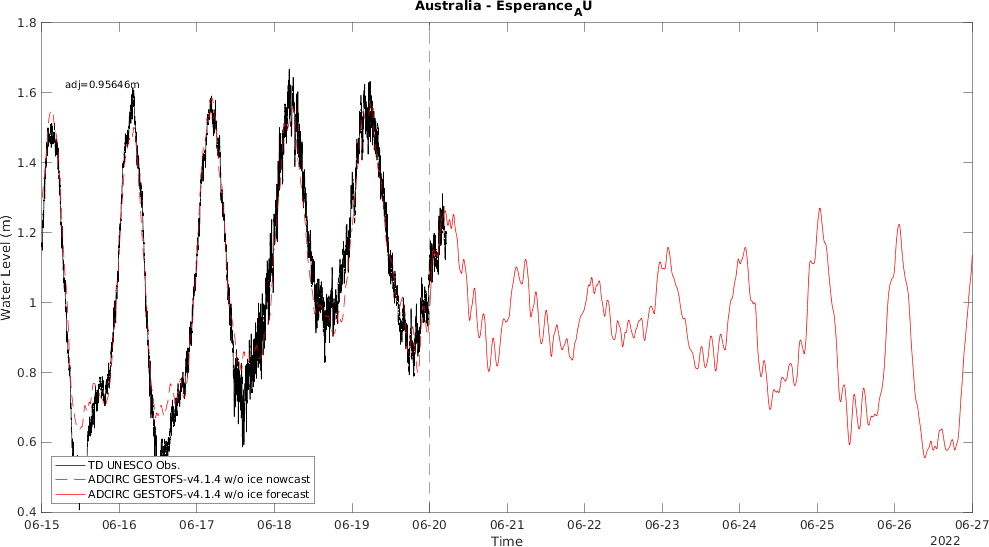 Australia - Esperance_AU
1.8
1.6
1.4
1.2
1
0.8
0.6
0.4
Water Level (m)
adj=0.95646m
TD UNESCO Obs.
ADCIRC GESTOFS-v4.1.4 w/o ice nowcast
ADCIRC GESTOFS-v4.1.4 w/o ice forecast
06-15 06-16 06-17 06-18 06-19 06-20 06-21 06-22 06-23 06-24 06-25 06-26 06-27
Time
2022